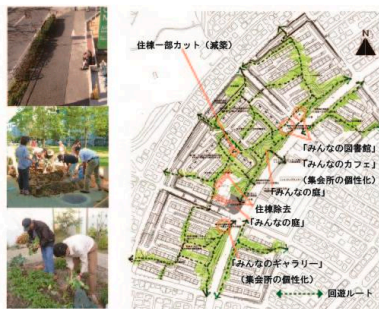 住棟一部カット（減築）
N
「みんなの図書館」
「みんなのカフェ」
（集会所の個性化）
「みんなの庭」
住棟除去
「みんなの庭」
「みんなのギャラリー」
（集会所の個性化）
回遊ルート